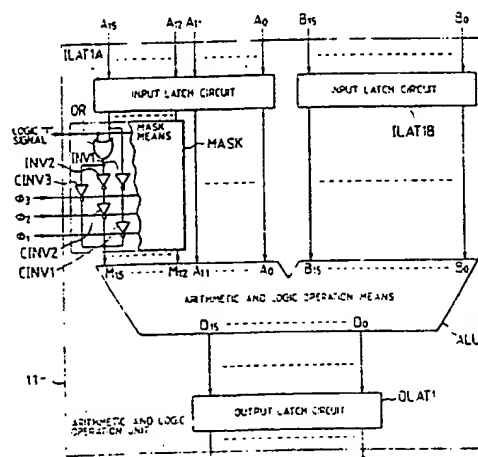 A15 A12 A11 A0 B15 B0
ILAT1A
INPUT LATCH CIRCUIT INPUT LATCH CIRCUIT
OR
LOGIC "1" SIGNAL
MASK MEANS
MASK
ILAT1B
INV1
INV2
CINV3
Φ3
Φ2
Φ1
CINV2
CINV1
M15 M12 A11 A0 B15 B0
ARITHMETIC AND LOGIC OPERATION MEANS
D15 D0
ALU
11
OLAT1
OUTPUT LATCH CIRCUIT
ARITHMETIC AND LOGIC
OPERATION UNIT